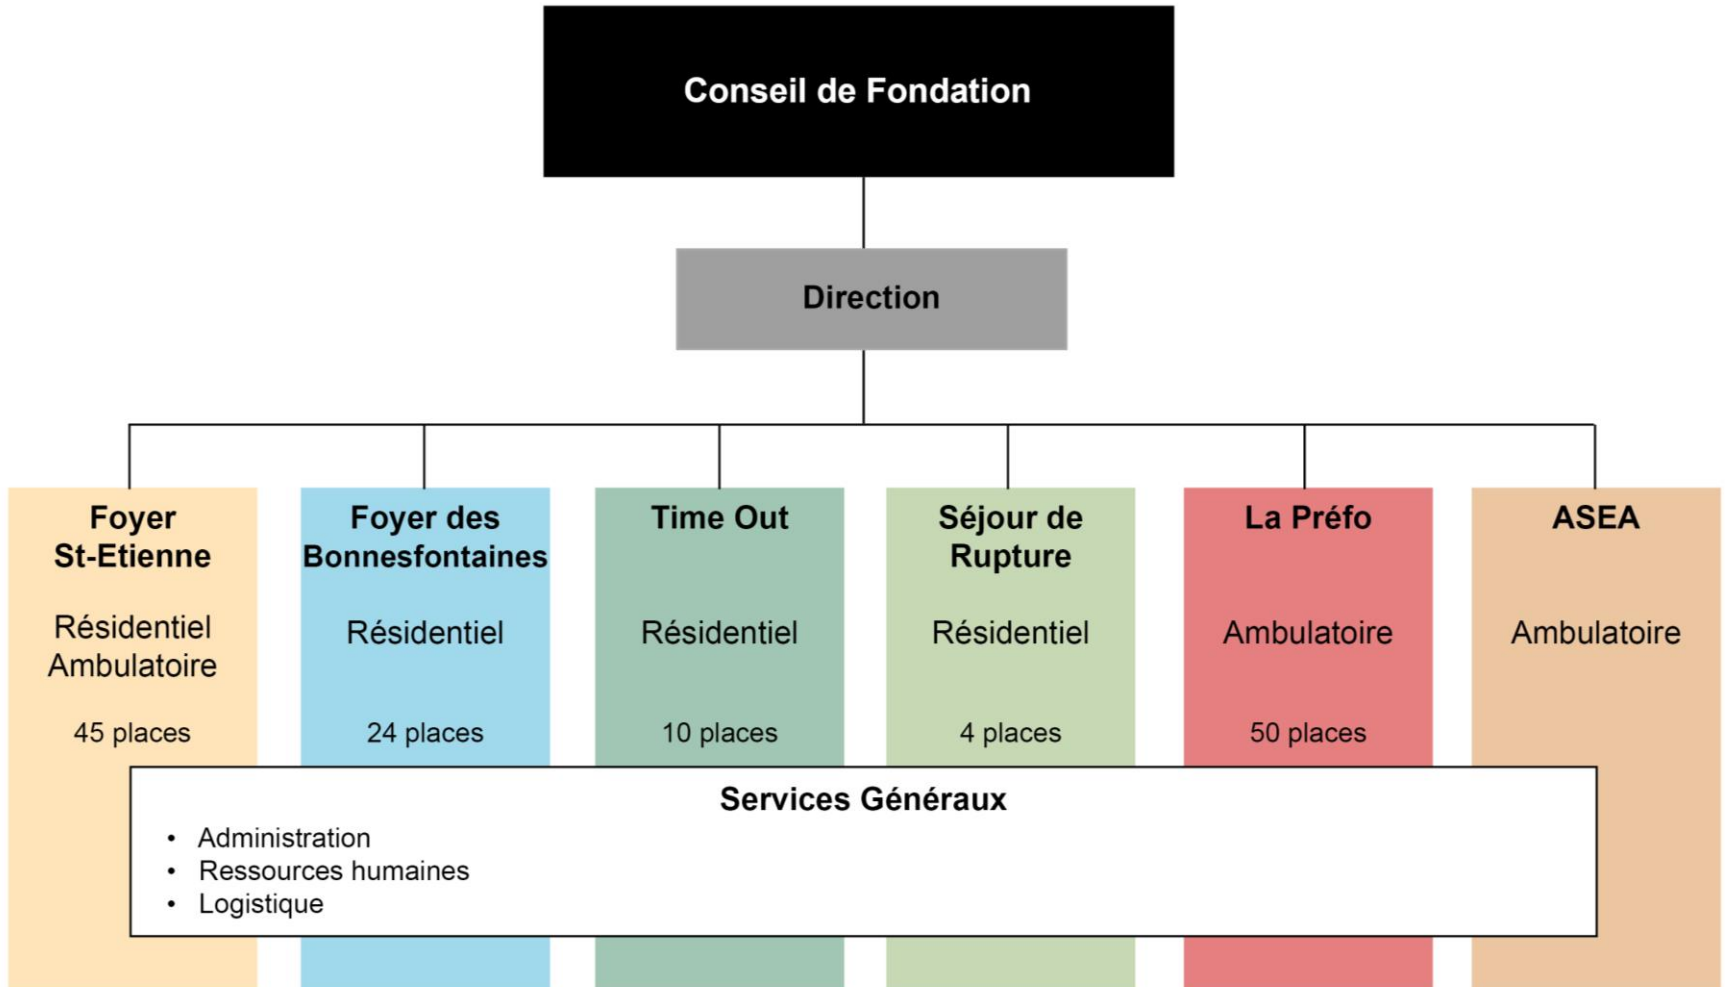 Conseil de Fondation
Direction
Foyer
St-Etienne
Résidentiel
Ambulatoire
45 places
Foyer des
Bonnesfontaines
Résidentiel
24 places
Time Out
Résidentiel
10 places
Séjour de
Rupture
Résidentiel
4 places
La Préfo
Ambulatoire
50 places
ASEA
Ambulatoire
Services Généraux
• Administration
• Ressources humaines
• Logistique